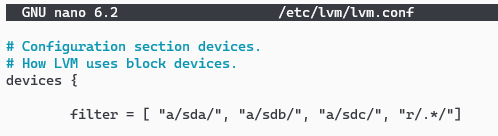 GNU nano 6.2 /etc/lvm/lvm.conf
# Configuration section devices.
# How LVM uses block devices.
devices {
filter = [ "a/sda/", "a/sdb/", "a/sdc/", "r/.*/"]